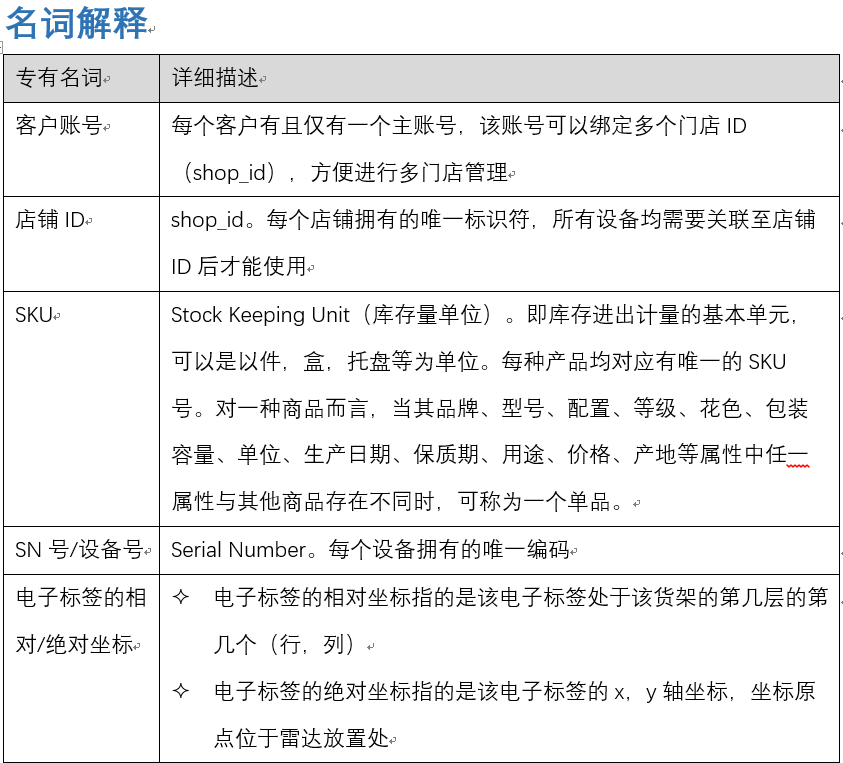 名词解释
专有名词
详细描述
客户账号
每个客户有且仅有一个主账号，该账号可以绑定多个门店 ID
（shop_id），方便进行多门店管理
店铺 ID
shop_id。每个店铺拥有的唯一标识符，所有设备均需要关联至店铺
ID 后才能使用
SKU
Stock Keeping Unit（库存量单位）。即库存进出计量的基本单元，
可以是以件，盒，托盘等为单位。每种产品均对应有唯一的 SKU
号。对一种商品而言，当其品牌、型号、配置、等级、花色、包装
容量、单位、生产日期、保质期、用途、价格、产地等属性中任一
属性与其他商品存在不同时，可称为一个单品。
SN 号/设备号
Serial Number。每个设备拥有的唯一编码
电子标签的相
对/绝对坐标
✧ 电子标签的相对坐标指的是该电子标签处于该货架的第几层的第
几个（行，列）
✧ 电子标签的绝对坐标指的是该电子标签的 x，y 轴坐标，坐标原
点位于雷达放置处